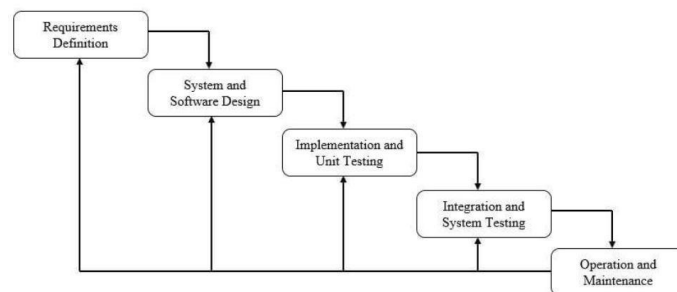 Requirements
Definition
System and
Software Design
Implementation and
Unit Testing
Integration and
System Testing
Operation and
Maintenance